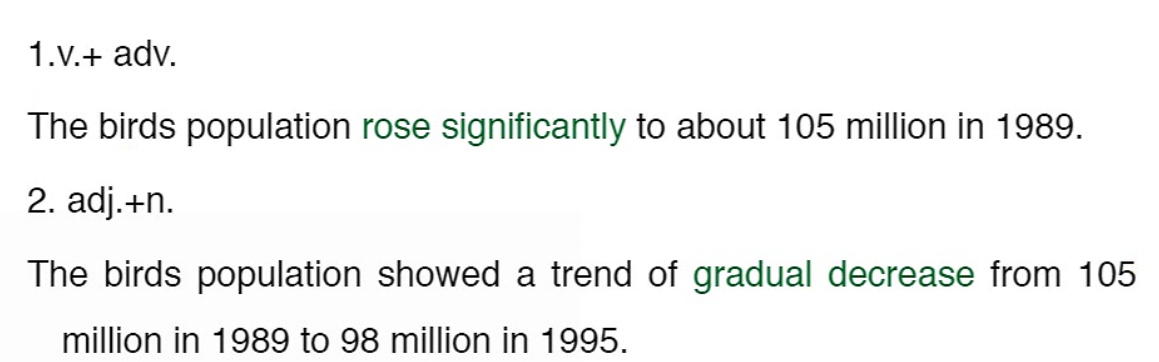 1.v.+ adv.
The birds population rose significantly to about 105 million in 1989.
2. adj.+n.
The birds population showed a trend of gradual decrease from 105
million in 1989 to 98 million in 1995.